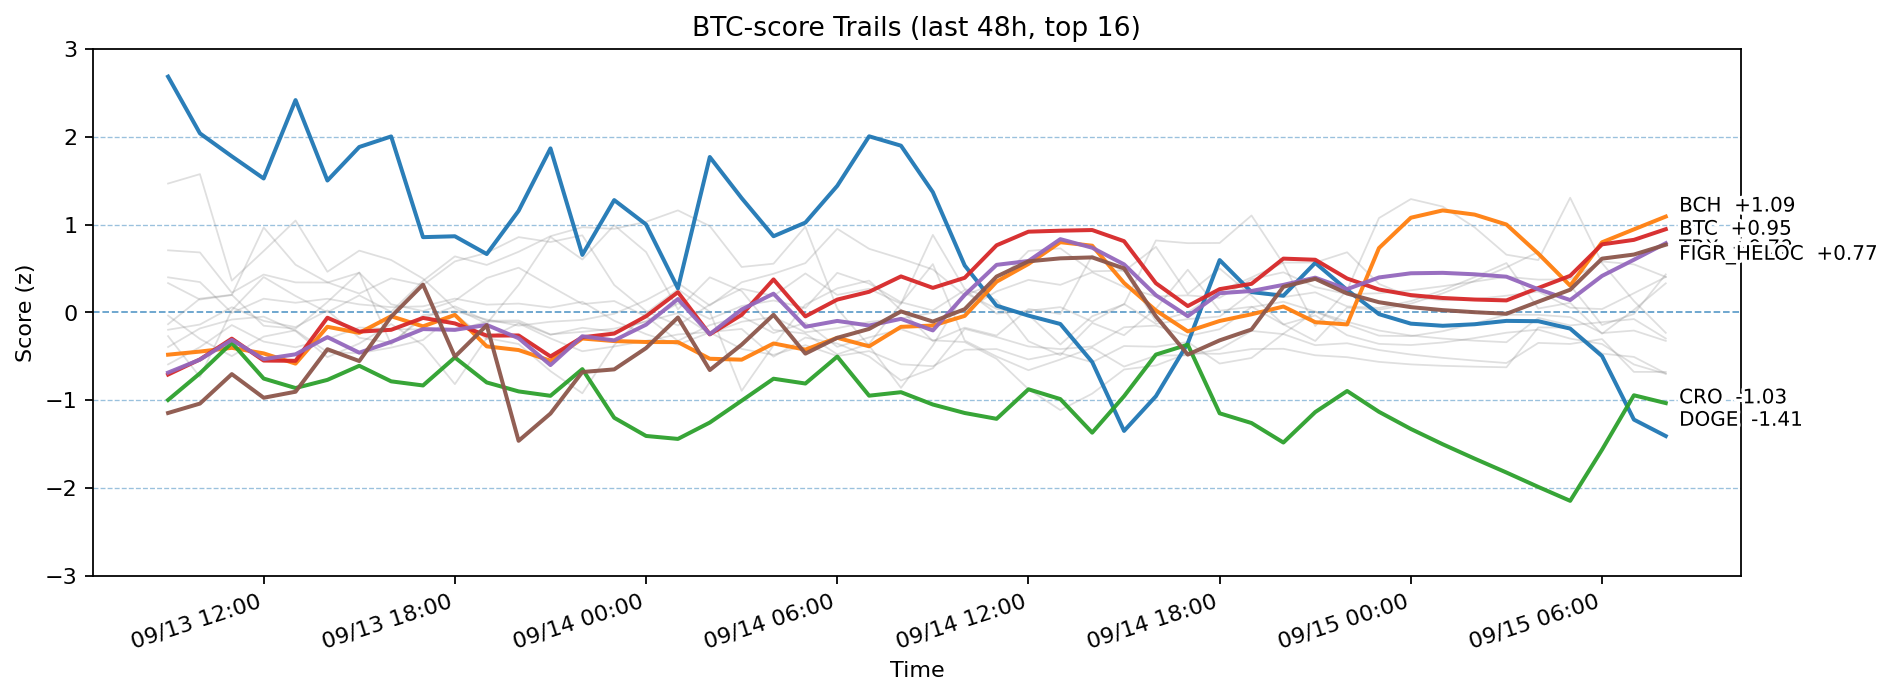 BTC-score Trails (last 48h, top 16)
3
2
1
0
−1
−2
−3
Score (z)
BCH +1.09
BTC +0.95
FIGR_HELOC +0.77
CRO -1.03
DOGE -1.41
09/13 12:00
09/13 18:00
09/14 00:00
09/14 06:00
09/14 12:00
09/14 18:00
09/15 00:00
09/15 06:00
Time